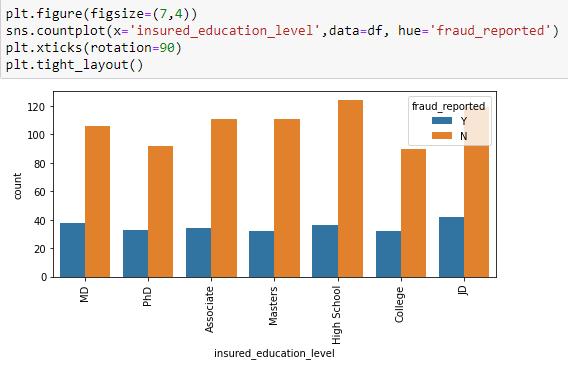 plt.figure(figsize=(7,4))
sns.countplot(x='insured_education_level',data=df, hue='fraud_reported')
plt.xticks(rotation=90)
plt.tight_layout()
fraud_reported
Y
N
120
100
80
60
40
20
0
count
MD
PhD
Associate
Masters
High School
College
JD
insured_education_level